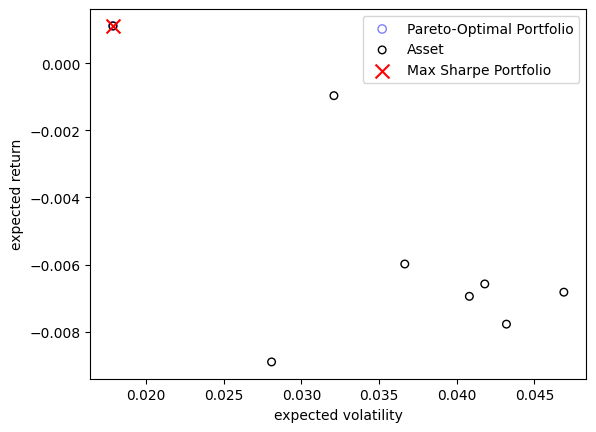 Pareto-Optimal Portfolio
Asset
Max Sharpe Portfolio
0.000
−0.002
−0.004
−0.006
−0.008
expected return
0.020 0.025 0.030 0.035 0.040 0.045
expected volatility